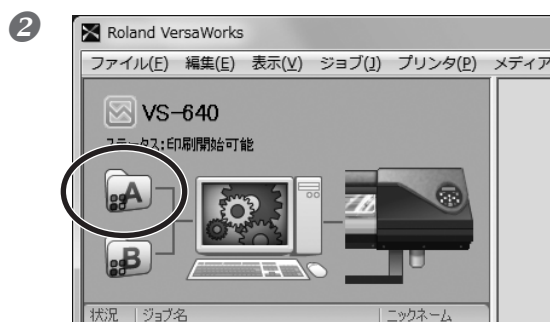 2
Roland VersaWorks
ファイル(F) 編集(E) 表示(V) ジョブ(J) プリンタ(P) メディア
VS-640
ステータス:印刷開始可能
A
B
状況 ジョブ名 ニックネーム